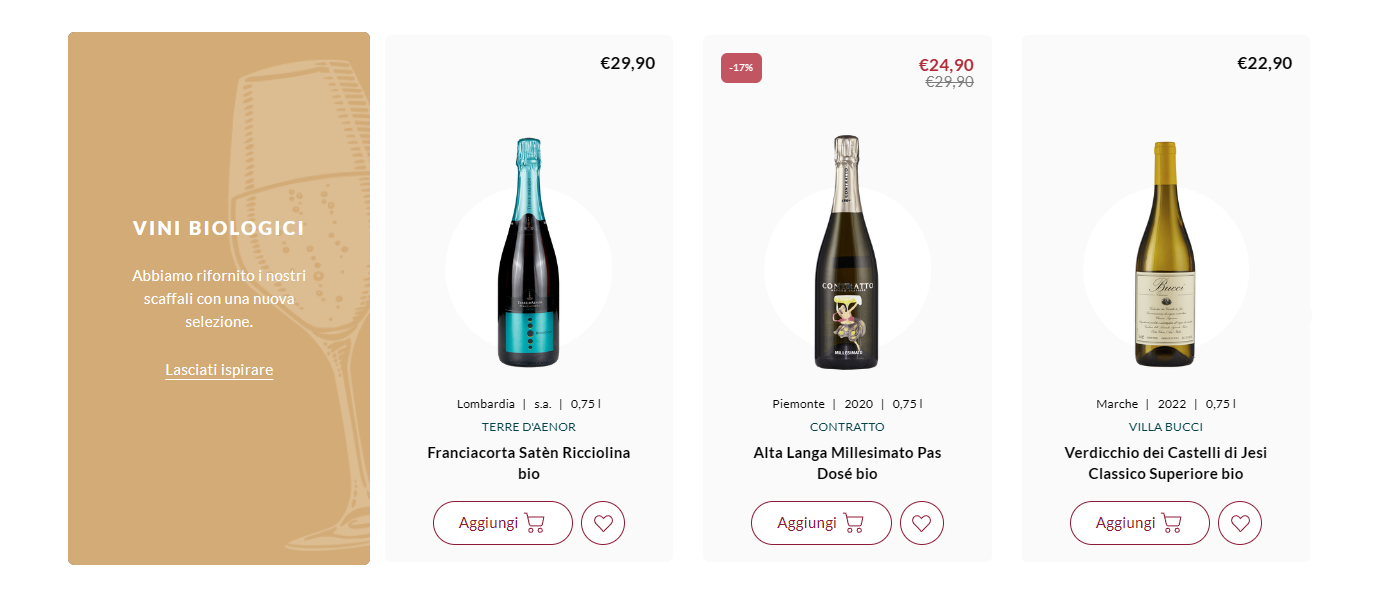 VINI BIOLOGICI
Abbiamo rifornito i nostri
scaffali con una nuova
selezione.
Lasciati ispirare
€29,90
Lombardia | s.a. | 0,75 l
TERRE D'AENOR
Franciacorta Satèn Ricciolina
bio
Aggiungi
-17%
€24,90
€29,90
CONTRATTO
CONTRATTO
MILLESIMATO
Piemonte | 2020 | 0,75 l
CONTRATTO
Alta Langa Millesimato Pas
Dosé bio
Aggiungi
€22,90
Bucci
Marche | 2022 | 0,75 l
VILLA BUCCI
Verdicchio dei Castelli di Jesi
Classico Superiore bio
Aggiungi